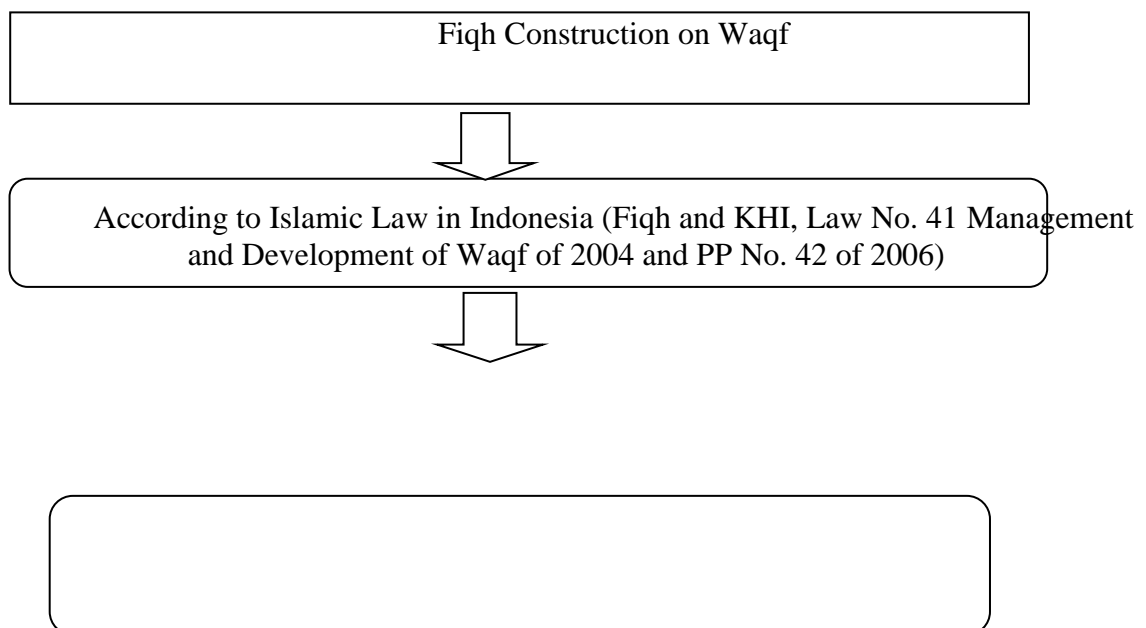 Fiqh Construction on Waqf
According to Islamic Law in Indonesia (Fiqh and KHI, Law No. 41 Management
and Development of Waqf of 2004 and PP No. 42 of 2006)